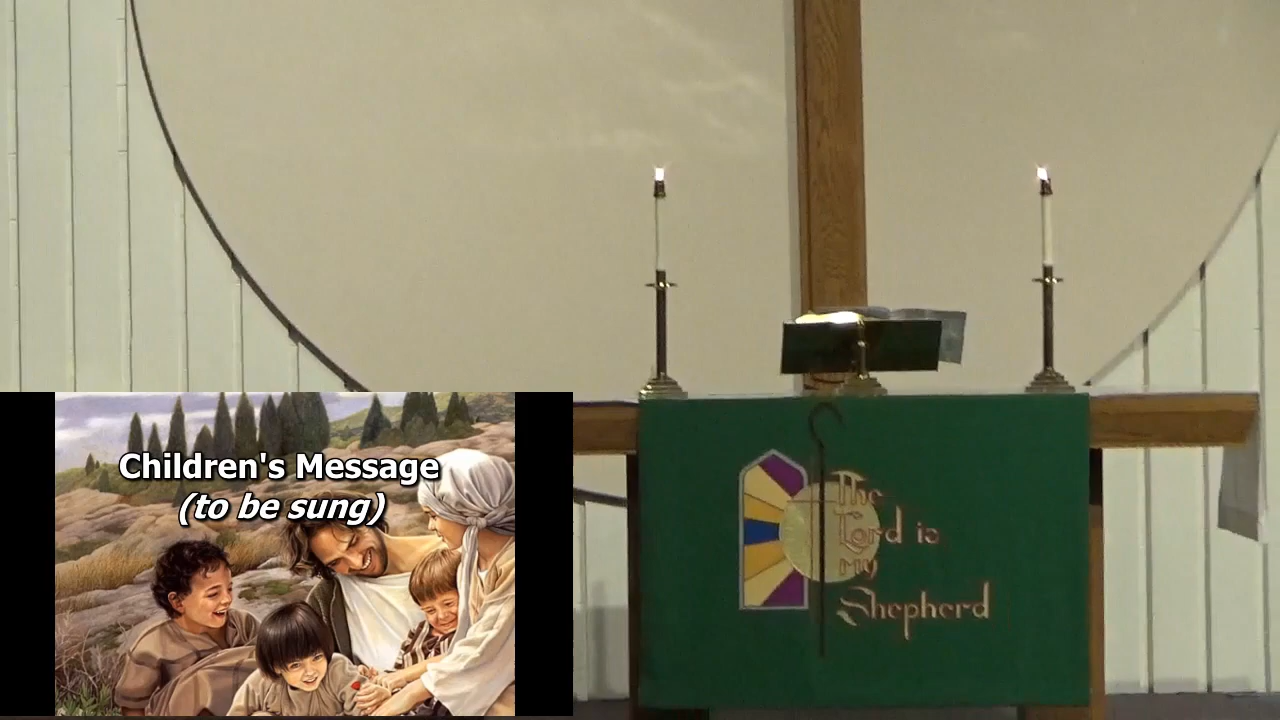 Children's Message
(to be sung)
The
Lord is
my
Shepherd